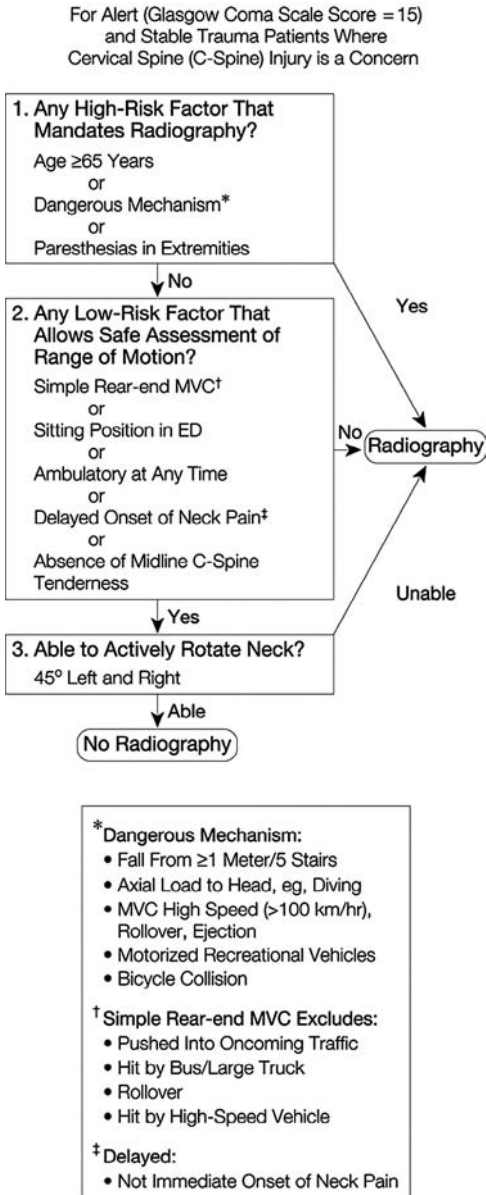 For Alert (Glasgow Coma Scale Score = 15)
and Stable Trauma Patients Where
Cervical Spine (C-Spine) Injury is a Concern
1. Any High-Risk Factor That
Mandates Radiography?
Age ≥65 Years
or
Dangerous Mechanism*
or
Paresthesias in Extremities
No
Yes
2. Any Low-Risk Factor That
Allows Safe Assessment of
Range of Motion?
Simple Rear-end MVC†
or
Sitting Position in ED
or
Ambulatory at Any Time
or
Delayed Onset of Neck Pain‡
or
Absence of Midline C-Spine
Tenderness
No
Radiography
Yes
Unable
3. Able to Actively Rotate Neck?
45º Left and Right
Able
No Radiography
*Dangerous Mechanism:
• Fall From ≥1 Meter/5 Stairs
• Axial Load to Head, eg, Diving
• MVC High Speed (>100 km/hr),
Rollover, Ejection
• Motorized Recreational Vehicles
• Bicycle Collision
†Simple Rear-end MVC Excludes:
• Pushed Into Oncoming Traffic
• Hit by Bus/Large Truck
• Rollover
• Hit by High-Speed Vehicle
‡Delayed:
• Not Immediate Onset of Neck Pain